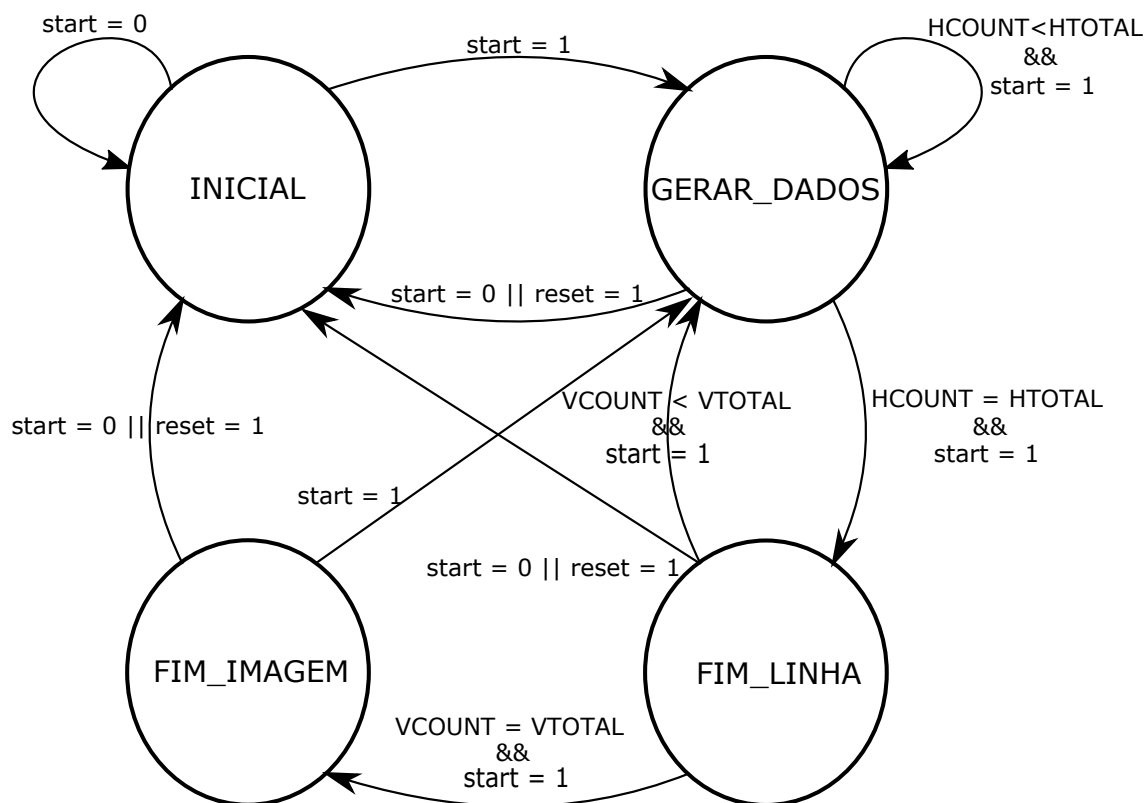 start = 0
start = 1
HCOUNT<HTOTAL
&&
start = 1
INICIAL
GERAR_DADOS
start = 0 || reset = 1
VCOUNT < VTOTAL
&&
start = 1
HCOUNT = HTOTAL
&&
start = 1
start = 0 || reset = 1
start = 1
start = 0 || reset = 1
FIM_IMAGEM
FIM_LINHA
VCOUNT = VTOTAL
&&
start = 1